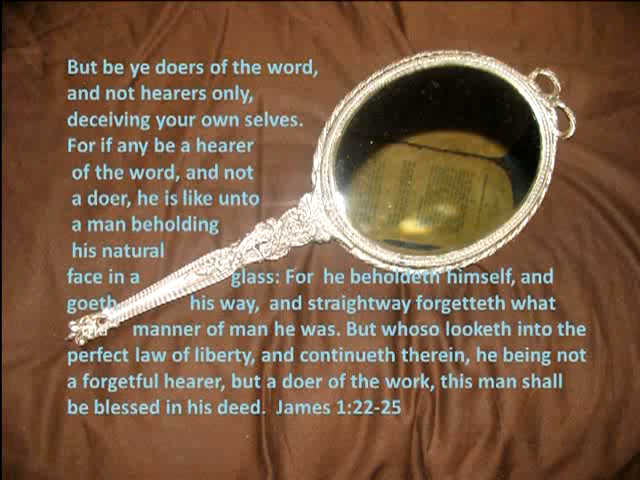 But be ye doers of the word,
and not hearers only,
deceiving your own selves.
For if any be a hearer
of the word, and not
a doer, he is like unto
a man beholding
his natural
face in a glass: For he beholdeth himself, and
goeth his way, and straightway forgetteth what
manner of man he was. But whoso looketh into the
perfect law of liberty, and continueth therein, he being not
a forgetful hearer, but a doer of the work, this man shall
be blessed in his deed. James 1:22-25